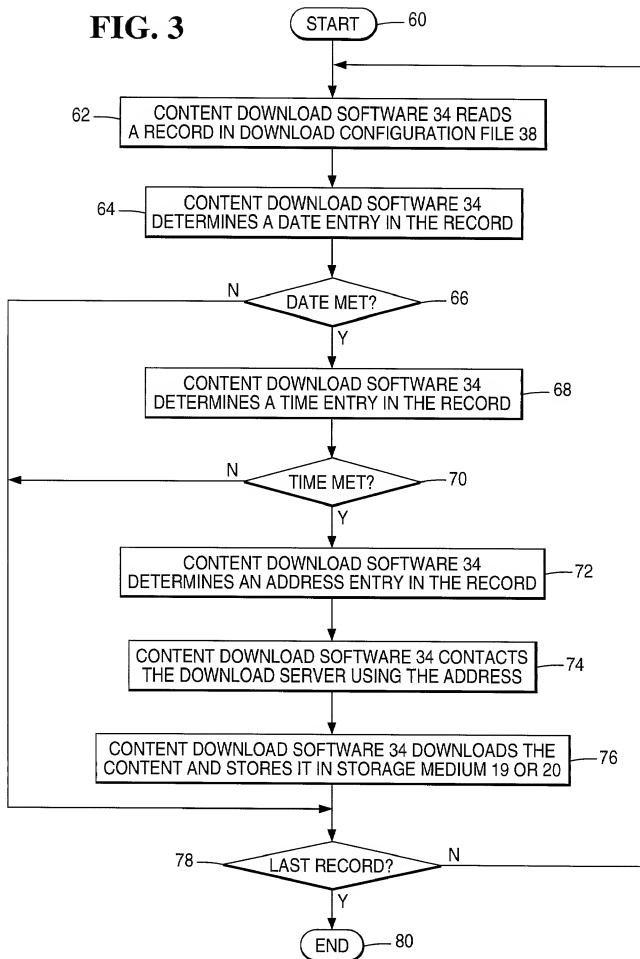 FIG. 3
START
60
62
CONTENT DOWNLOAD SOFTWARE 34 READS
A RECORD IN DOWNLOAD CONFIGURATION FILE 38
64
CONTENT DOWNLOAD SOFTWARE 34
DETERMINES A DATE ENTRY IN THE RECORD
N
DATE MET?
66
Y
CONTENT DOWNLOAD SOFTWARE 34
DETERMINES A TIME ENTRY IN THE RECORD
68
N
TIME MET?
70
Y
CONTENT DOWNLOAD SOFTWARE 34
DETERMINES AN ADDRESS ENTRY IN THE RECORD
72
CONTENT DOWNLOAD SOFTWARE 34 CONTACTS
THE DOWNLOAD SERVER USING THE ADDRESS
74
CONTENT DOWNLOAD SOFTWARE 34 DOWNLOADS THE
CONTENT AND STORES IT IN STORAGE MEDIUM 19 OR 20
76
78
LAST RECORD?
N
Y
END
80